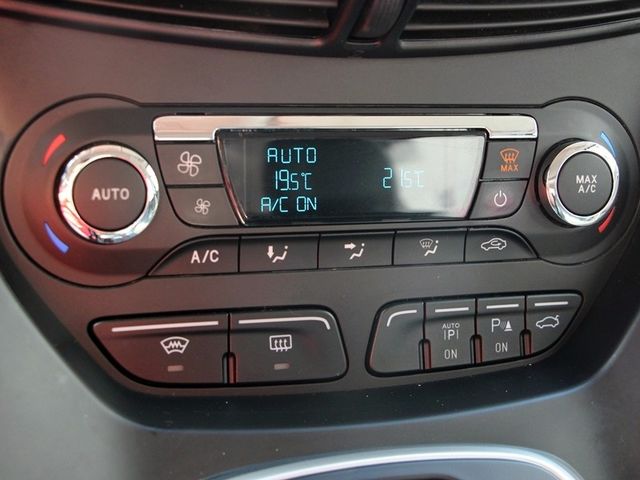 AUTO
AUTO
19.5°C 21.5°C
A/C ON
MAX
MAX
A/C
A/C
AUTO
P
ON
P
ON